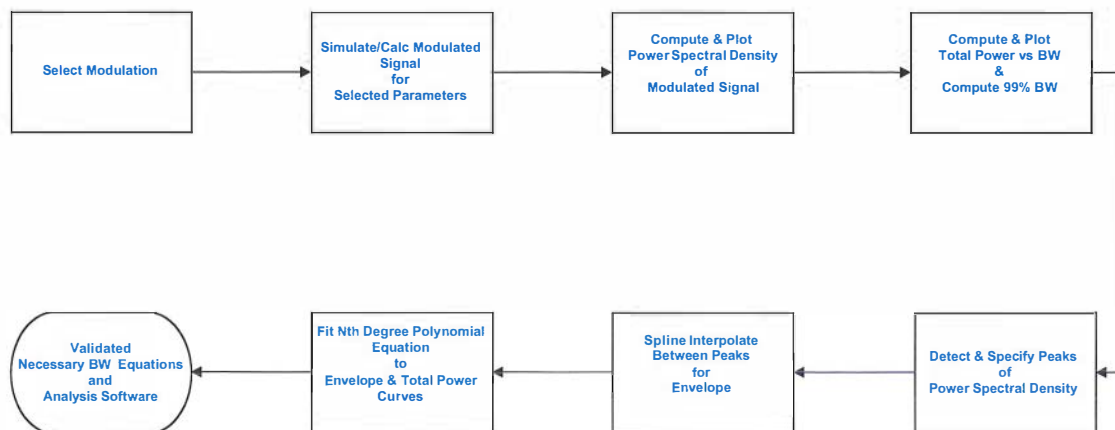 Select Modulation
Simulate/Calc Modulated
Signal
for
Selected Parameters
Compute & Plot
Power Spectral Density
of
Modulated Signal
Compute & Plot
Total Power vs BW
&
Compute 99% BW
Detect & Specify Peaks
of
Power Spectral Density
Spline Interpolate
Between Peaks
for
Envelope
Fit Nth Degree Polynomial
Equation
to
Envelope & Total Power
Curves
Validated
Necessary BW Equations
and
Analysis Software